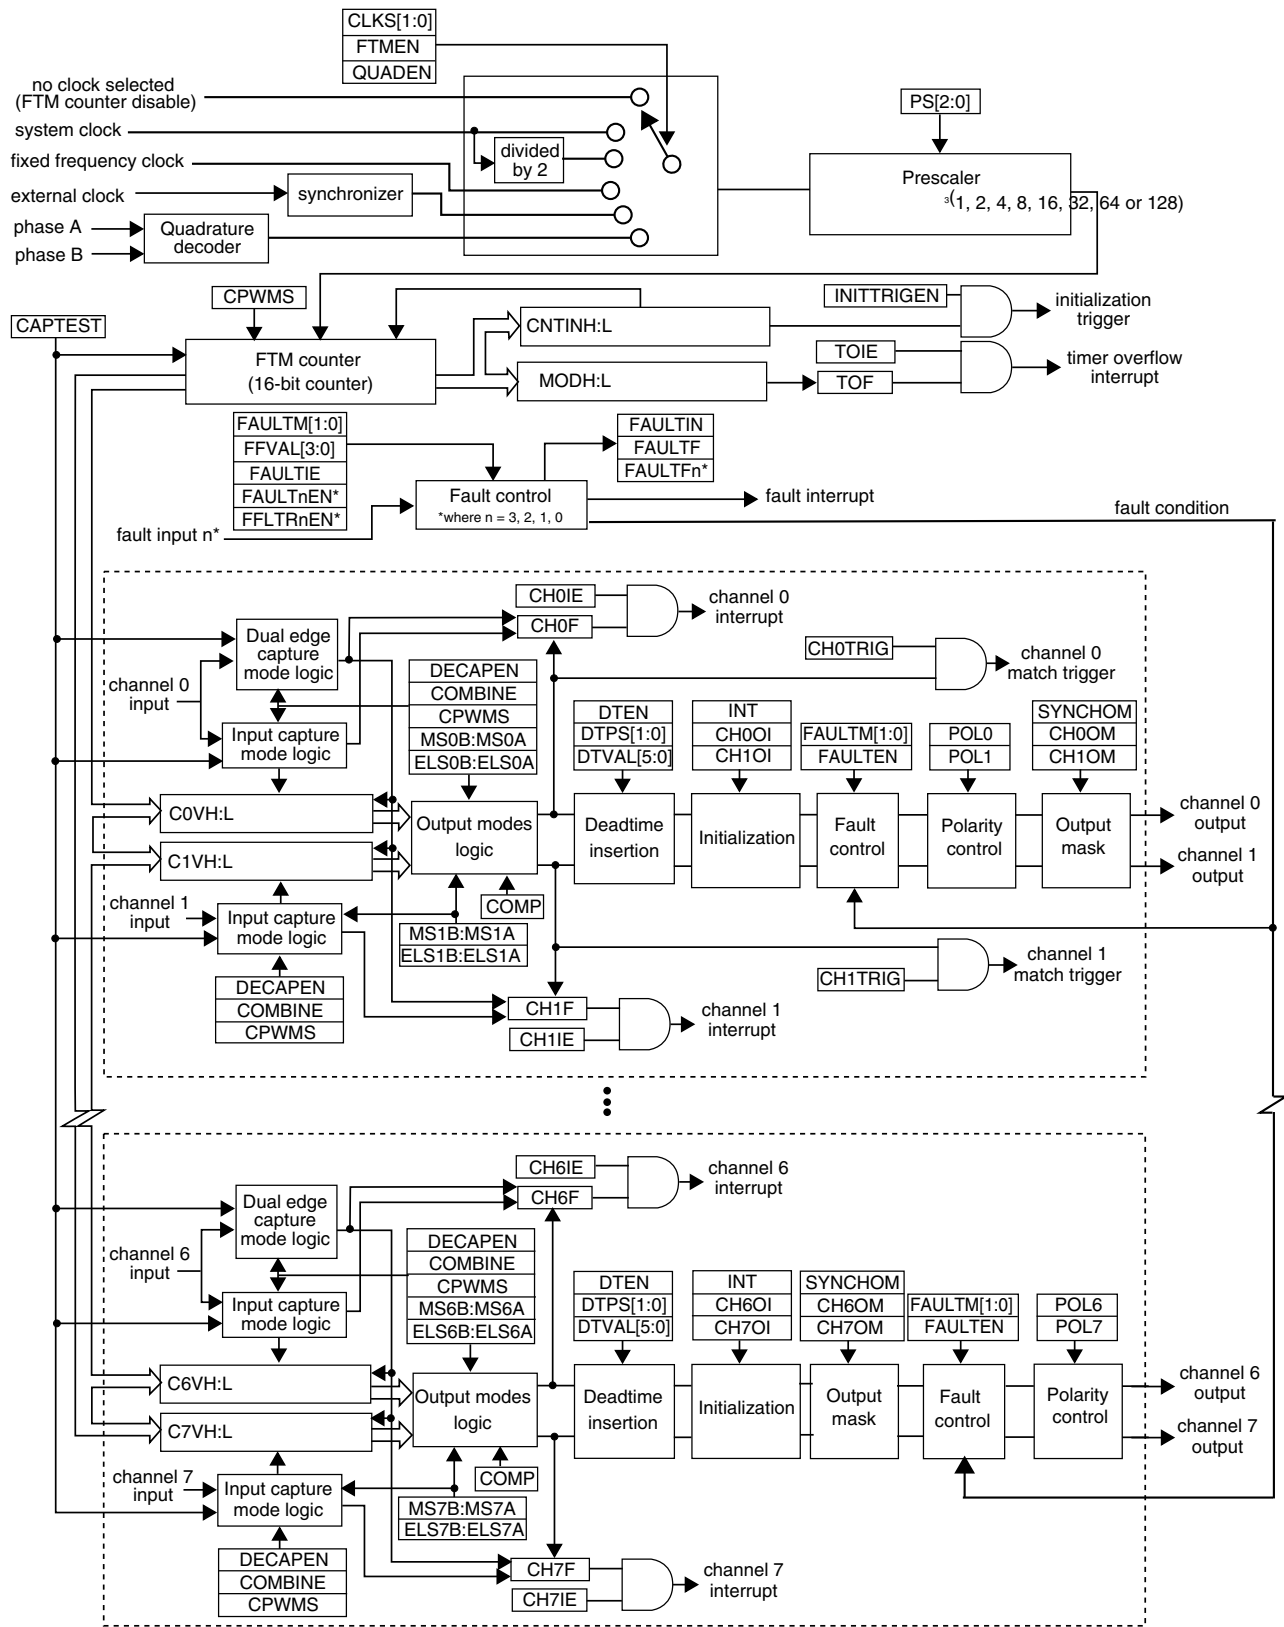 CLKS[1:0]
FTMEN
QUADEN
no clock selected
(FTM counter disable)
system clock
fixed frequency clock
external clock
phase A
phase B
divided
by 2
synchronizer
Quadrature
decoder
PS[2:0]
Prescaler
³(1, 2, 4, 8, 16, 32, 64 or 128)
CPWMS
CAPTEST
FTM counter
(16-bit counter)
CNTINH:L
MODH:L
INITTRIGEN
initialization
trigger
TOIE
TOF
timer overflow
interrupt
FAULTM[1:0]
FFVAL[3:0]
FAULTIE
FAULTnEN*
FFLTRnEN*
fault input n*
Fault control
*where n = 3, 2, 1, 0
FAULTIN
FAULTF
FAULTFn*
fault interrupt
fault condition
CH0IE
CH0F
channel 0
interrupt
Dual edge
capture
mode logic
channel 0
input
Input capture
mode logic
DECAPEN
COMBINE
CPWMS
MS0B:MS0A
ELS0B:ELS0A
CH0TRIG
channel 0
match trigger
DTEN
DTPS[1:0]
DTVAL[5:0]
INT
CH0OI
CH1OI
FAULTM[1:0]
FAULTEN
POL0
POL1
SYNCHOM
CH0OM
CH1OM
C0VH:L
C1VH:L
Output modes
logic
Deadtime
insertion
Initialization
Fault
control
Polarity
control
Output
mask
channel 0
output
channel 1
output
channel 1
input
Input capture
mode logic
COMP
MS1B:MS1A
ELS1B:ELS1A
DECAPEN
COMBINE
CPWMS
CH1TRIG
channel 1
match trigger
CH1F
CH1IE
channel 1
interrupt
CH6IE
CH6F
channel 6
interrupt
Dual edge
capture
mode logic
channel 6
input
Input capture
mode logic
DECAPEN
COMBINE
CPWMS
MS6B:MS6A
ELS6B:ELS6A
DTEN
DTPS[1:0]
DTVAL[5:0]
INT
CH6OI
CH7OI
SYNCHOM
CH6OM
CH7OM
FAULTM[1:0]
FAULTEN
POL6
POL7
C6VH:L
C7VH:L
Output modes
logic
Deadtime
insertion
Initialization
Output
mask
Fault
control
Polarity
control
channel 6
output
channel 7
output
channel 7
input
Input capture
mode logic
COMP
MS7B:MS7A
ELS7B:ELS7A
DECAPEN
COMBINE
CPWMS
CH7F
CH7IE
channel 7
interrupt